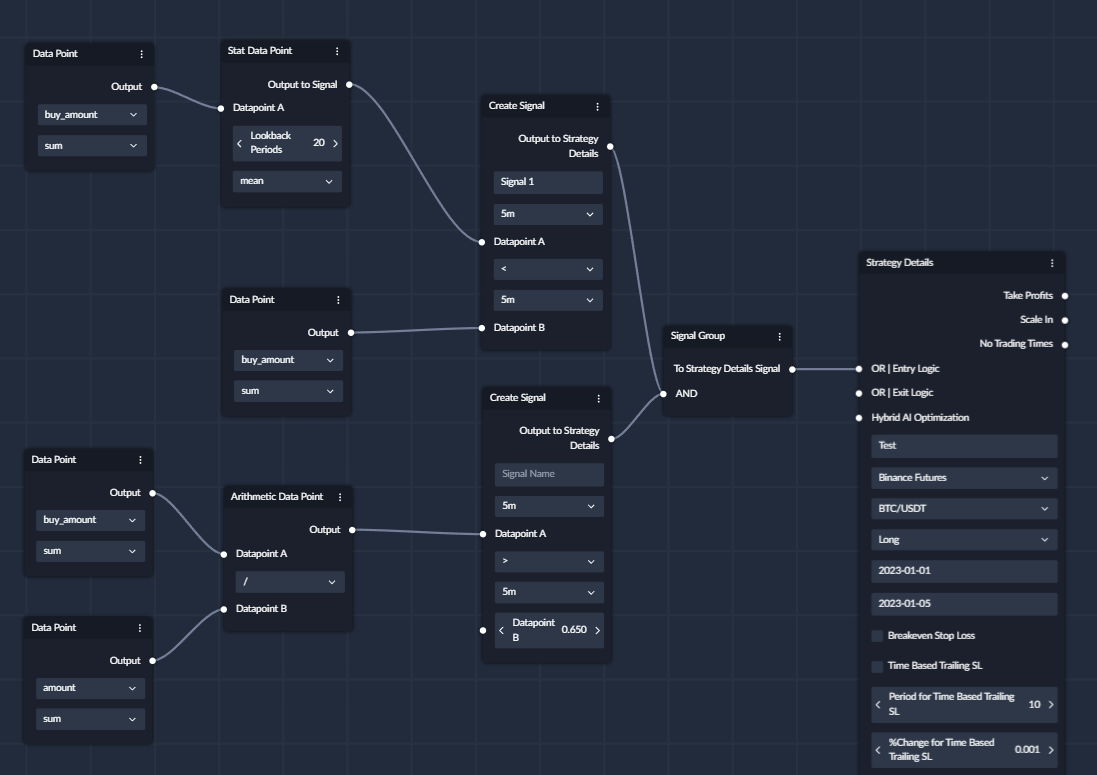 Data Point
Output
buy_amount
sum
Stat Data Point
Output to Signal
Datapoint A
Lookback
Periods
20
mean
Create Signal
Output to Strategy
Details
Signal 1
5m
Datapoint A
<
5m
Datapoint B
Data Point
Output
buy_amount
sum
Signal Group
To Strategy Details Signal
AND
Data Point
Output
buy_amount
sum
Arithmetic Data Point
Output
Datapoint A
/
Datapoint B
Data Point
Output
amount
sum
Create Signal
Output to Strategy
Details
Signal Name
5m
Datapoint A
>
5m
Datapoint
B
0.650
Strategy Details
Take Profits
Scale In
No Trading Times
OR | Entry Logic
OR | Exit Logic
Hybrid AI Optimization
Test
Binance Futures
BTC/USDT
Long
2023-01-01
2023-01-05
Breakeven Stop Loss
Time Based Trailing SL
Period for Time Based Trailing
SL
10
%Change for Time Based
Trailing SL
0.001